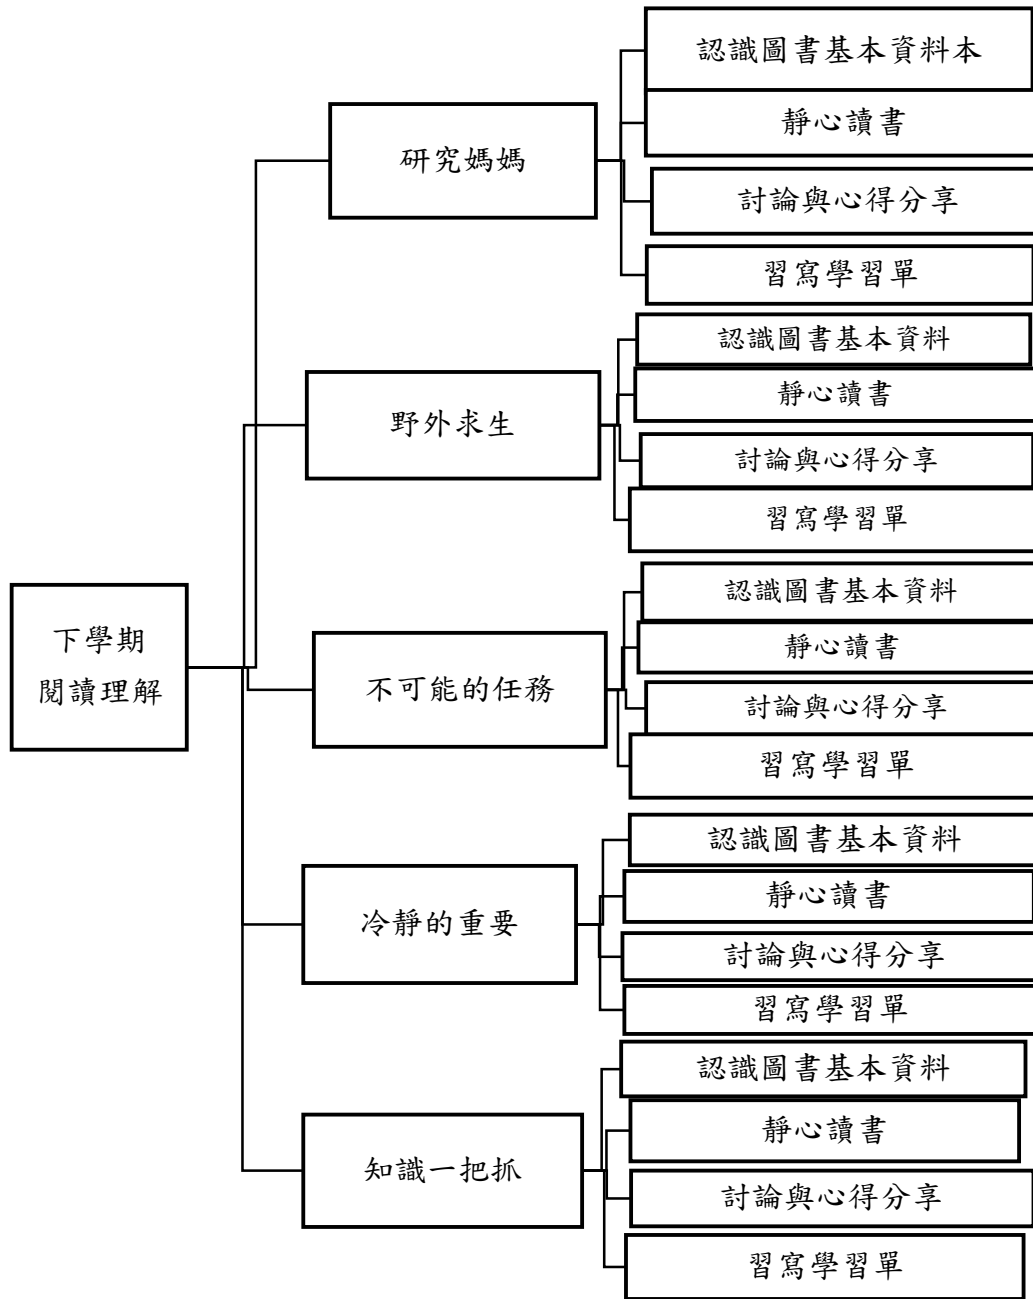 下學期
閱讀理解
研究媽媽
認識圖書基本資料本
靜心讀書
討論與心得分享
習寫學習單
野外求生
認識圖書基本資料
靜心讀書
討論與心得分享
習寫學習單
不可能的任務
認識圖書基本資料
靜心讀書
討論與心得分享
習寫學習單
冷靜的重要
認識圖書基本資料
靜心讀書
討論與心得分享
習寫學習單
知識一把抓
認識圖書基本資料
靜心讀書
討論與心得分享
習寫學習單